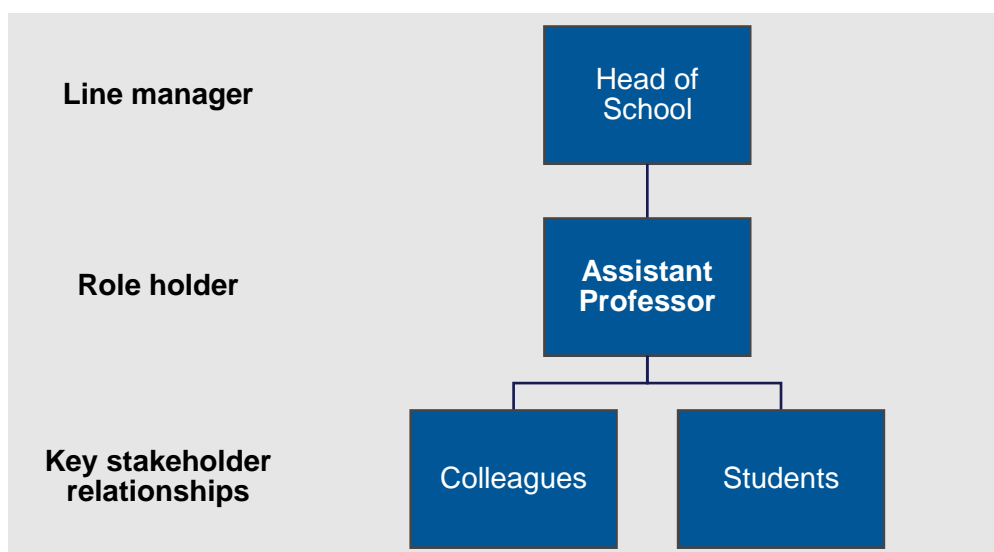 Line manager
Head of
School
Role holder
Assistant
Professor
Key stakeholder
relationships
Colleagues
Students